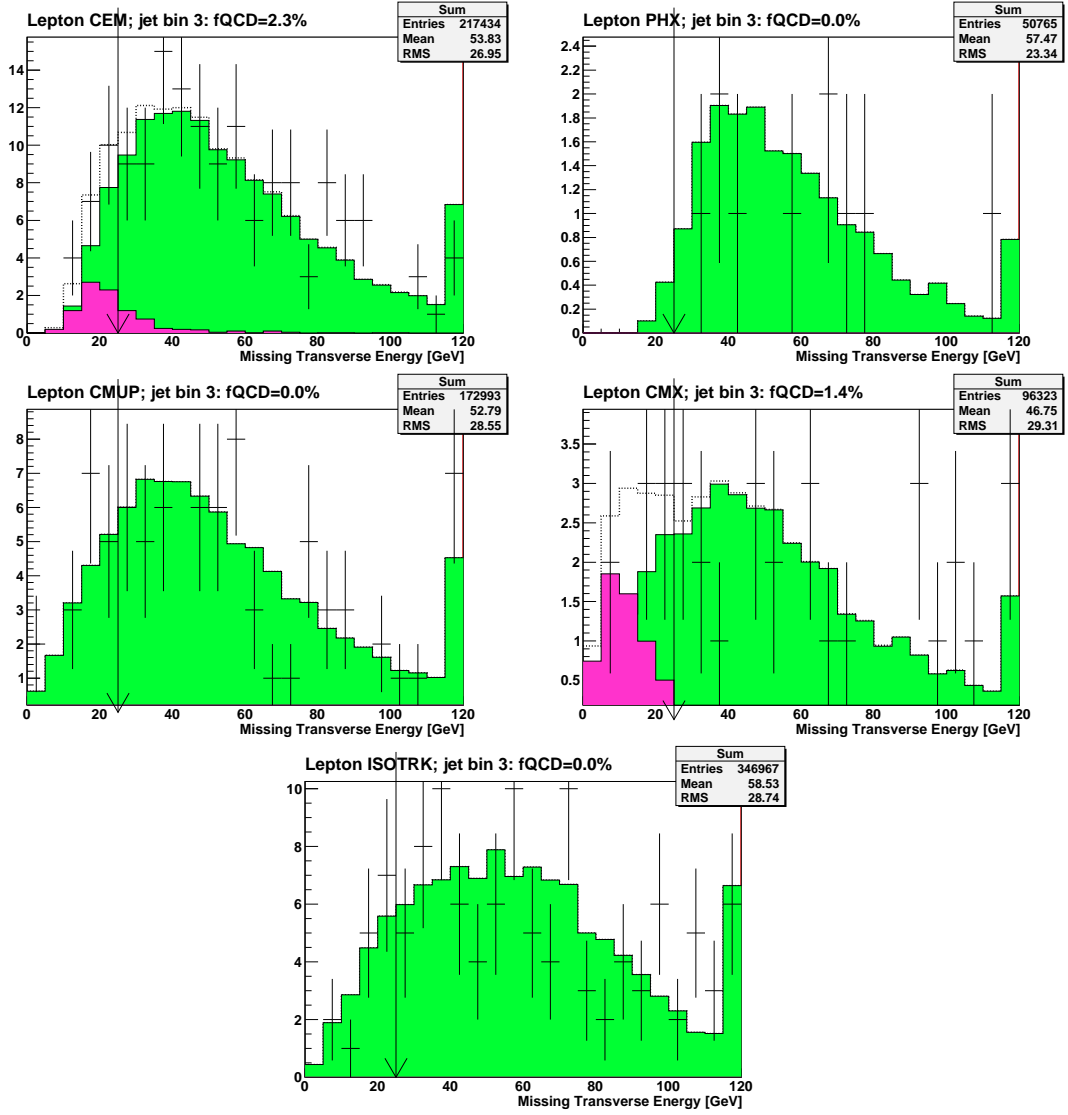 Lepton CEM; jet bin 3: fQCD=2.3%
Sum
Entries 217434
Mean 53.83
RMS 26.95
14
12
10
8
6
4
2
0
0 20 40 60 80 100 120
Missing Transverse Energy [GeV]
Lepton PHX; jet bin 3: fQCD=0.0%
Sum
Entries 50765
Mean 57.47
RMS 23.34
2.4
2.2
2
1.8
1.6
1.4
1.2
1
0.8
0.6
0.4
0.2
0
0 20 40 60 80 100 120
Missing Transverse Energy [GeV]
Lepton CMUP; jet bin 3: fQCD=0.0%
Sum
Entries 172993
Mean 52.79
RMS 28.55
8
7
6
5
4
3
2
1
0 20 40 60 80 100 120
Missing Transverse Energy [GeV]
Lepton CMX; jet bin 3: fQCD=1.4%
Sum
Entries 96323
Mean 46.75
RMS 29.31
3.5
3
2.5
2
1.5
1
0.5
0 20 40 60 80 100 120
Missing Transverse Energy [GeV]
Lepton ISOTRK; jet bin 3: fQCD=0.0%
Sum
Entries 346967
Mean 58.53
RMS 28.74
10
8
6
4
2
0
0 20 40 60 80 100 120
Missing Transverse Energy [GeV]